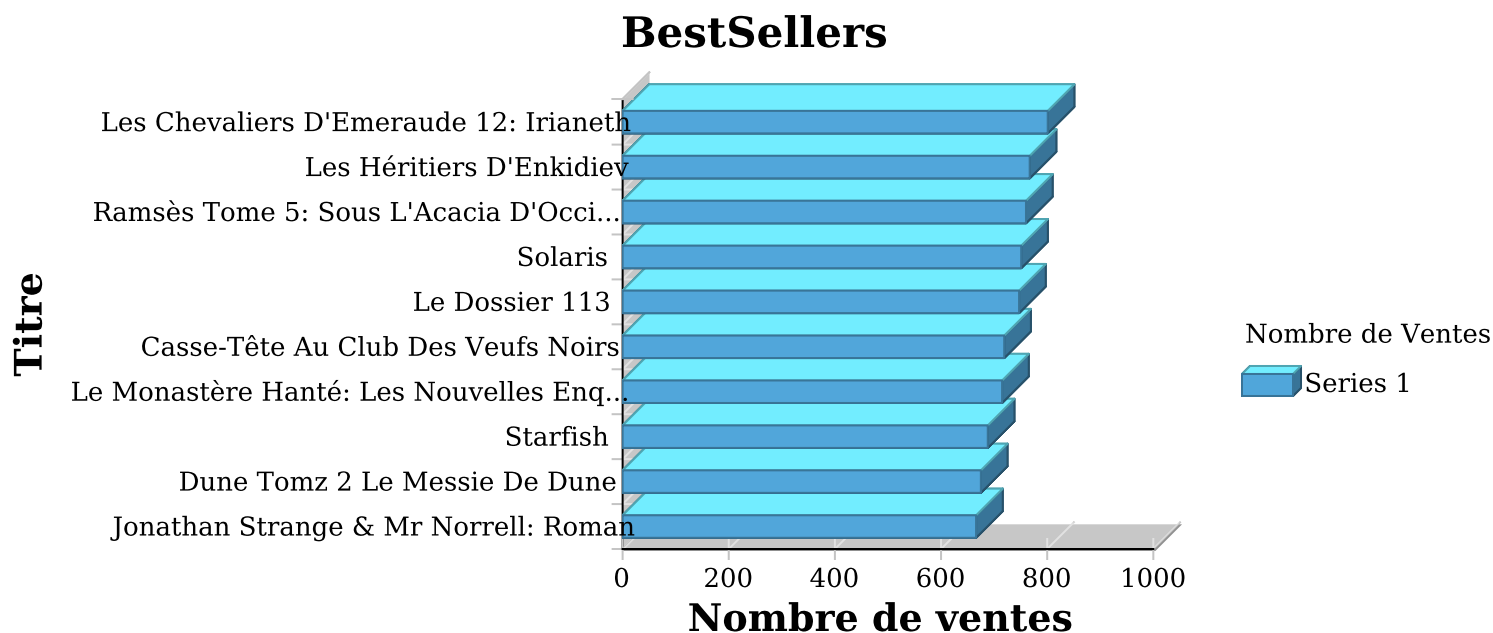 BestSellers
Titre
Les Chevaliers D'Emeraude 12: Irianeth
Les Héritiers D'Enkidiev
Ramsès Tome 5: Sous L'Acacia D'Occi...
Solaris
Le Dossier 113
Casse-Tête Au Club Des Veufs Noirs
Le Monastère Hanté: Les Nouvelles Enq...
Starfish
Dune Tomz 2 Le Messie De Dune
Jonathan Strange & Mr Norrell: Roman
0 200 400 600 800 1000
Nombre de ventes
Nombre de Ventes
Series 1